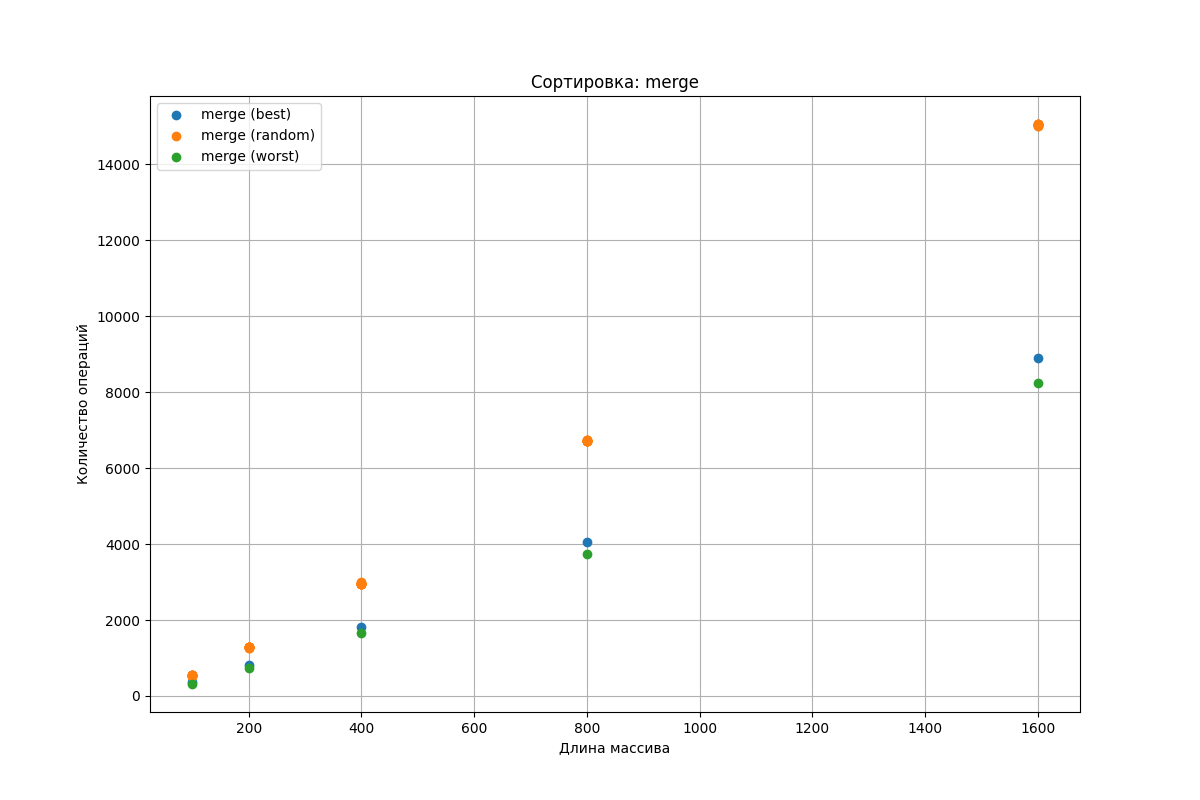 Сортировка: merge
merge (best)
merge (random)
merge (worst)
Количество операций
14000
12000
10000
8000
6000
4000
2000
0
200 400 600 800 1000 1200 1400 1600
Длина массива